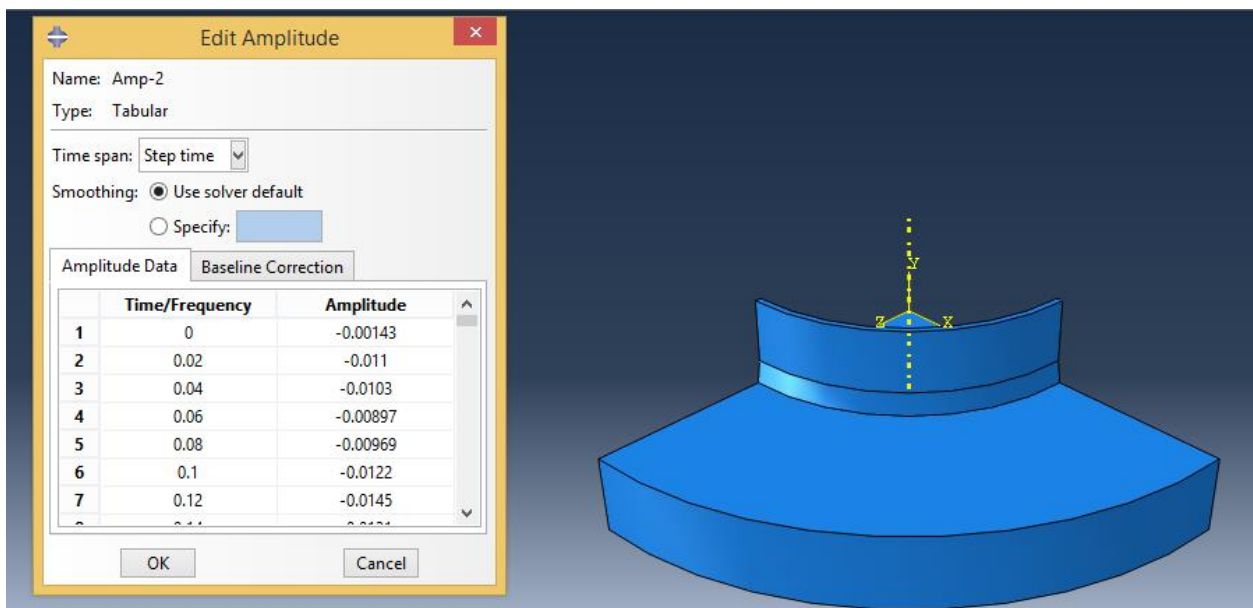 Edit Amplitude
Name: Amp-2
Type: Tabular
Time span: Step time
Smoothing: Use solver default
Specify:
Amplitude Data Baseline Correction
Time/Frequency Amplitude
1 0 -0.00143
2 0.02 -0.011
3 0.04 -0.0103
4 0.06 -0.00897
5 0.08 -0.00969
6 0.1 -0.0122
7 0.12 -0.0145
OK Cancel
Y
Z X